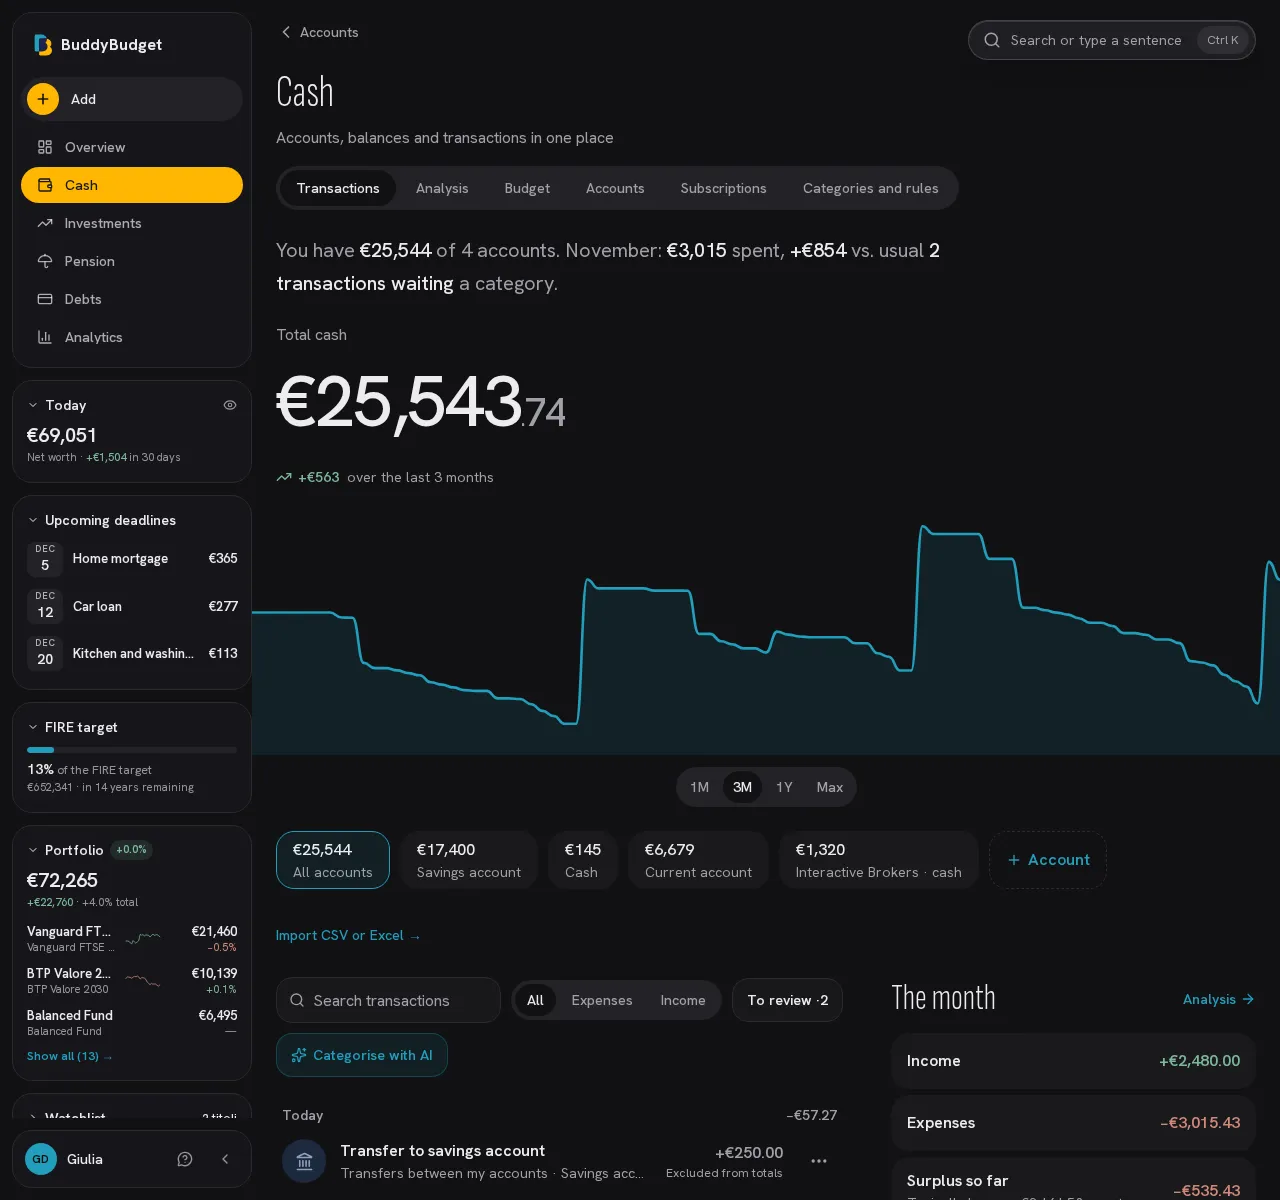 BuddyBudget
Add
Overview
Cash
Investments
Pension
Debts
Analytics
Today
€69,051
Net worth · +€1,504 in 30 days
Upcoming deadlines
DEC
5
Home mortgage
€365
DEC
12
Car loan
€277
DEC
20
Kitchen and washin...
€113
FIRE target
13% of the FIRE target
€652,341 · in 14 years remaining
Portfolio
+0.0%
€72,265
+€22,760 · +4.0% total
Vanguard FT...
€21,460
Vanguard FTSE ...
−0.5%
BTP Valore 2...
€10,139
BTP Valore 2030
+0.1%
Balanced Fund
€6,495
Balanced Fund
—
Show all (13) →
Watchlist
2 titoli
GD
Giulia
Accounts
Search or type a sentence
Ctrl K
Cash
Accounts, balances and transactions in one place
Transactions
Analysis
Budget
Accounts
Subscriptions
Categories and rules
You have €25,544 of 4 accounts. November: €3,015 spent, +€854 vs. usual 2
transactions waiting a category.
Total cash
€25,543.74
+€563 over the last 3 months
1M
3M
1Y
Max
€25,544
All accounts
€17,400
Savings account
€145
Cash
€6,679
Current account
€1,320
Interactive Brokers · cash
+ Account
Import CSV or Excel →
Search transactions
All
Expenses
Income
To review ·2
Categorise with AI
Today
−€57.27
Transfer to savings account
+€250.00
Transfers between my accounts · Savings acc...
Excluded from totals
The month
Analysis →
Income
+€2,480.00
Expenses
−€3,015.43
Surplus so far
−€535.43